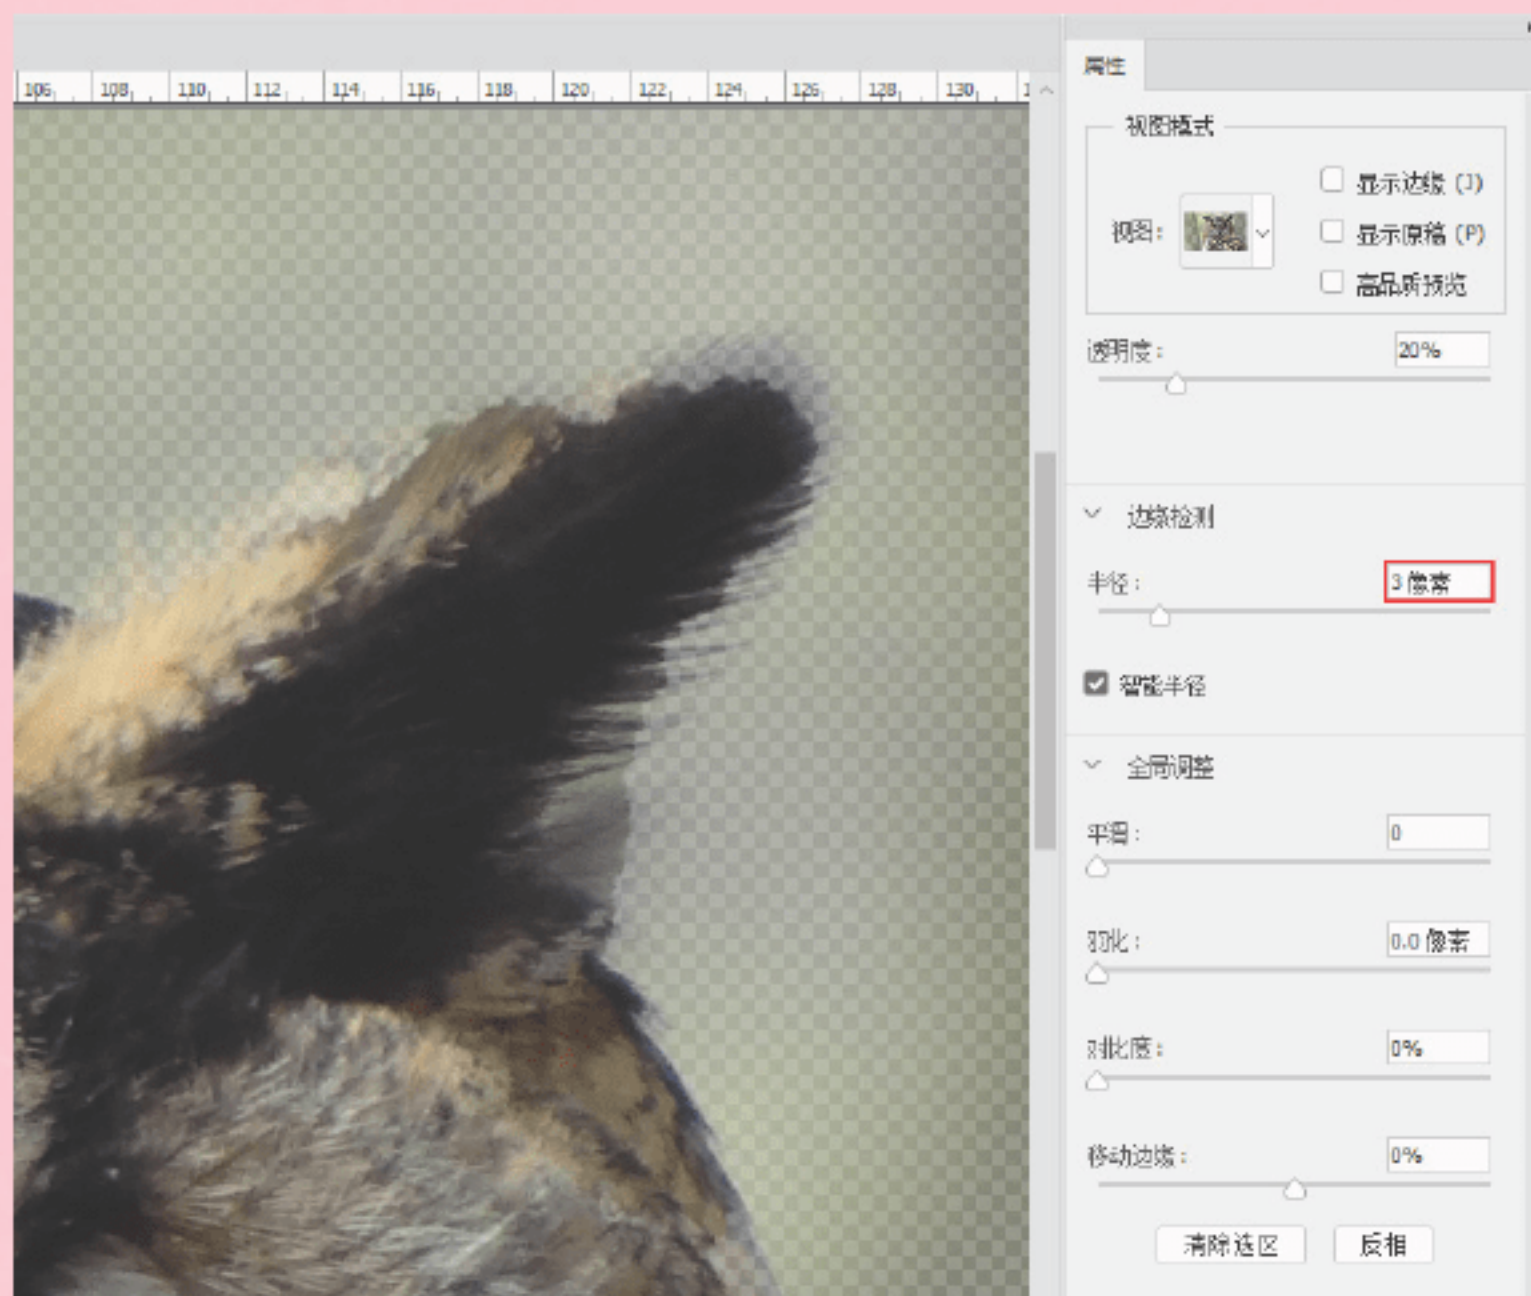 106 108 110 112 114 116 118 120 122 124 126 128 130
属性
视图模式
视图:
显示边缘 (J)
显示原稿 (P)
高品质预览
透明度: 20%
边缘检测
半径: 3 像素
智能半径
全局调整
平滑: 0
羽化: 0.0 像素
对比度: 0%
移动边缘: 0%
清除选区 反相